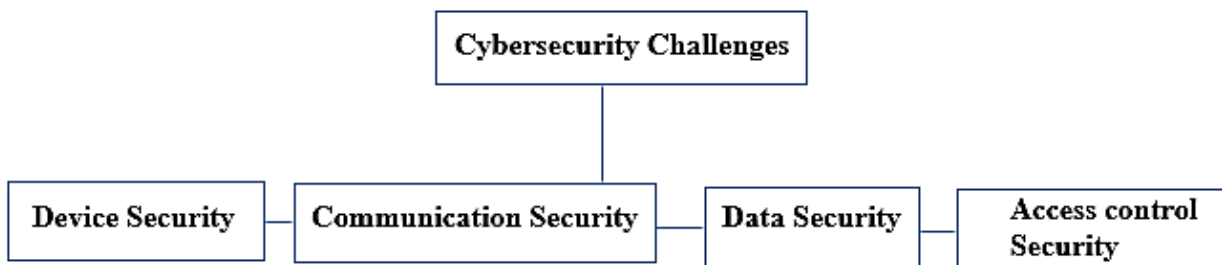 Cybersecurity Challenges
Device Security
Communication Security
Data Security
Access control
Security